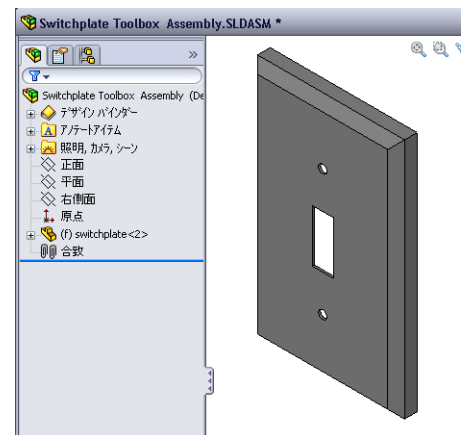 Switchplate Toolbox Assembly.SLDASM *
Switchplate Toolbox Assembly (De
デザイン バインダー
アノテートアイテム
照明, カメラ, シーン
正面
平面
右側面
原点
(f) switchplate<2>
合致